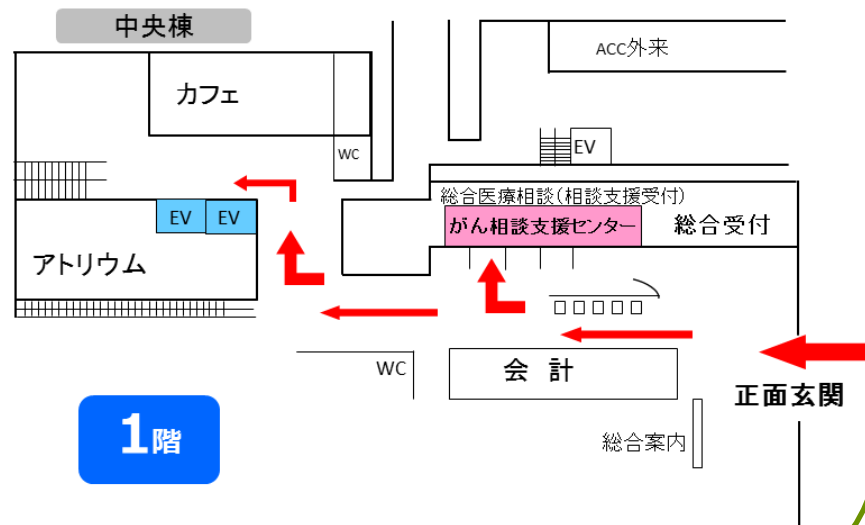 中央棟
ACC外来
カフェ
EV
WC
総合医療相談(相談支援受付)
EV
EV
がん相談支援センター
総合受付
アトリウム
WC
会 計
正面玄関
1階
総合案内